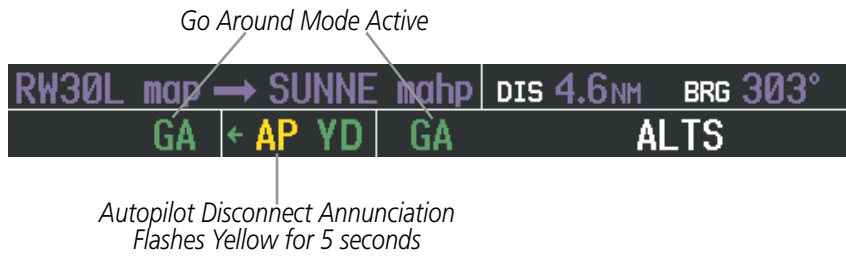 Go Around Mode Active
RW30L map → SUNNE mahp DIS 4.6NM BRG 303°
GA ← AP YD GA ALTS
Autopilot Disconnect Annunciation
Flashes Yellow for 5 seconds